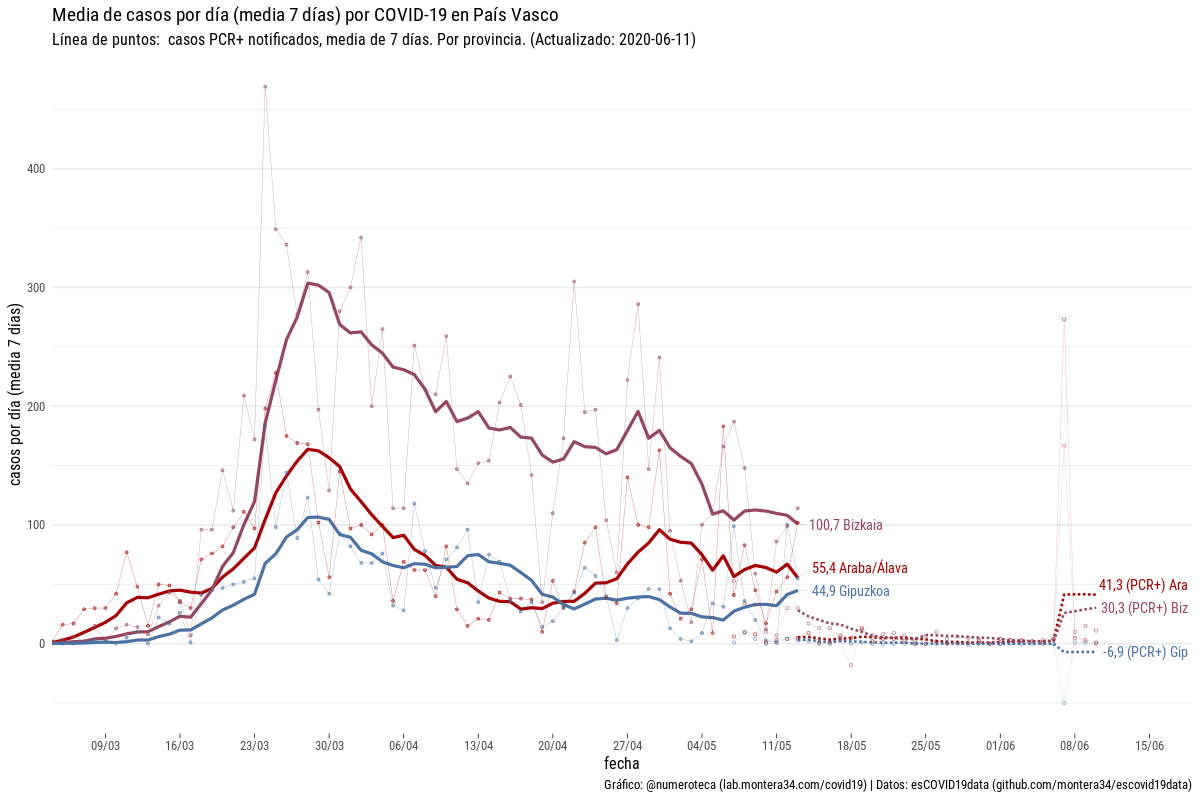 Media de casos por día (media 7 días) por COVID-19 en País Vasco
Línea de puntos:  casos PCR+ notificados, media de 7 días. Por provincia. (Actualizado: 2020-06-11)
casos por día (media 7 días)
400
300
200
100
0
100,7 Bizkaia
55,4 Araba/Álava
44,9 Gipuzkoa
41,3 (PCR+) Ara
30,3 (PCR+) Biz
-6,9 (PCR+) Gip
09/03 16/03 23/03 30/03 06/04 13/04 20/04 27/04 04/05 11/05 18/05 25/05 01/06 08/06 15/06
fecha
Gráfico: @numeroteca (lab.montera34.com/covid19) | Datos: esCOVID19data (github.com/montera34/escovid19data)